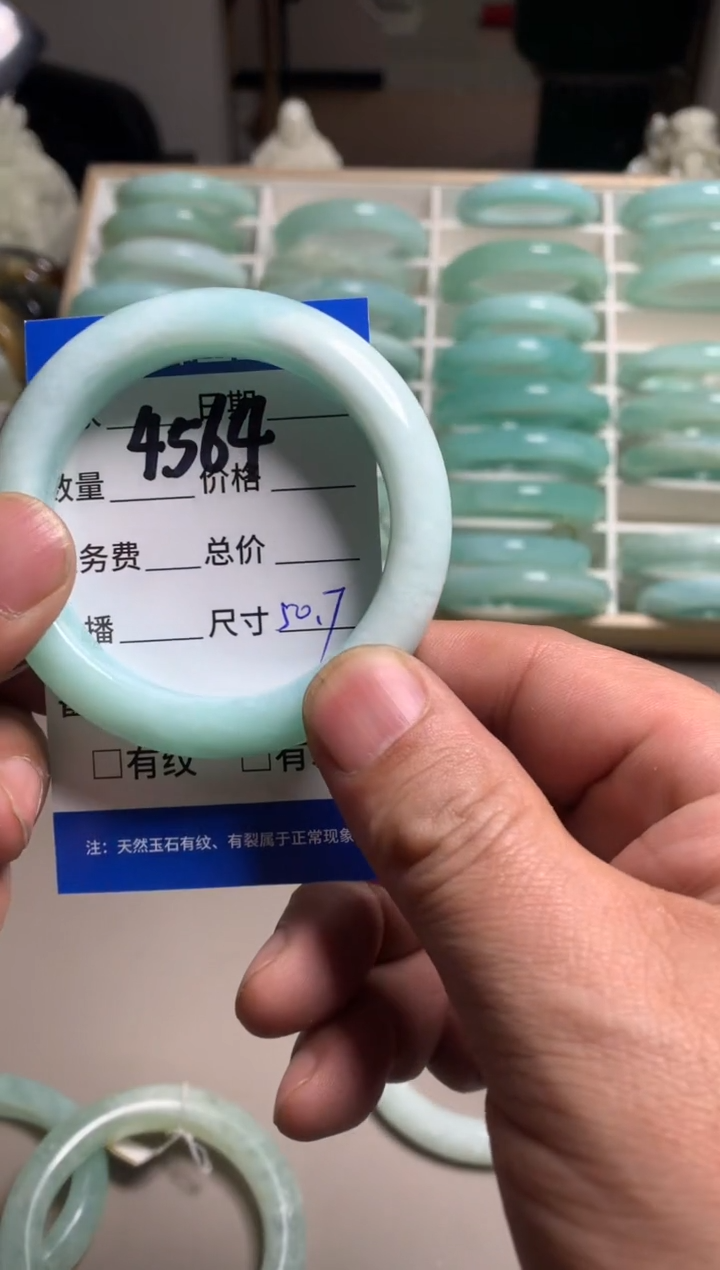 日期
4564
数量 价格
务费 总价
播 尺寸 50.7
□有纹 □有
注：天然玉石有纹、有裂属于正常现象